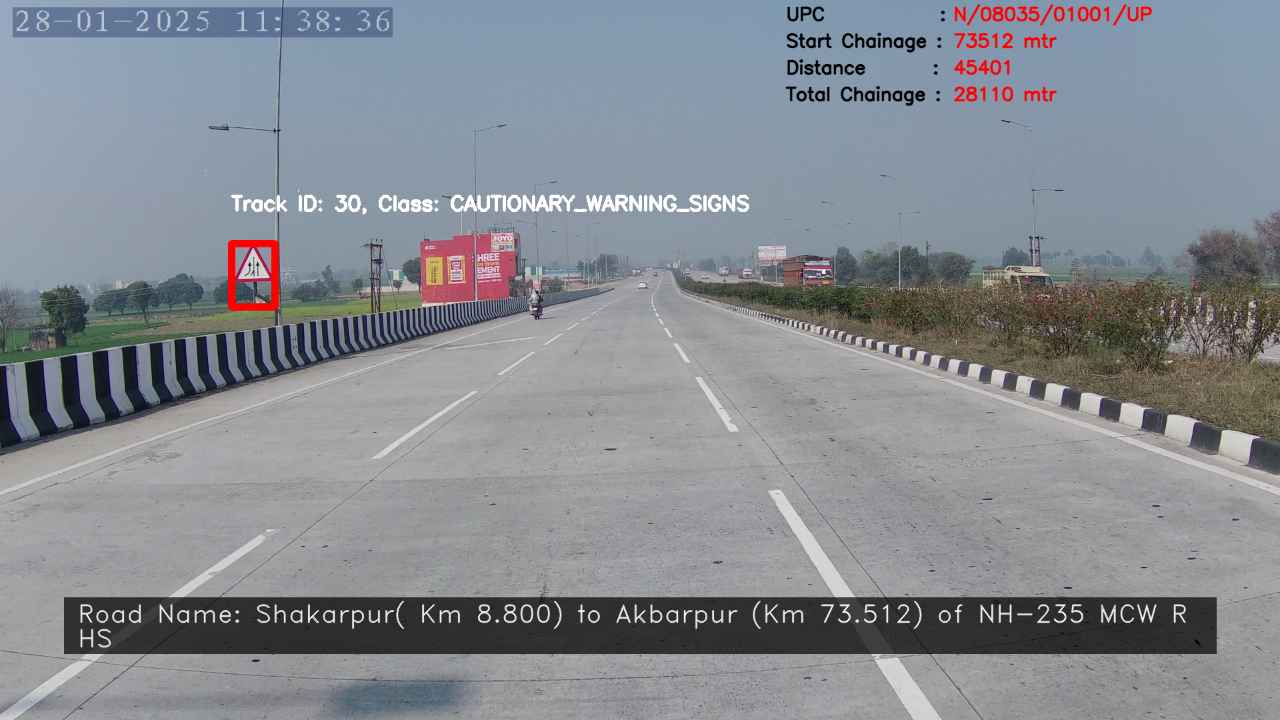 28-01-2025 11:38:36
UPC : N/08035/01001/UP
Start Chainage : 73512 mtr
Distance : 45401
Total Chainage : 28110 mtr
Track ID: 30, Class: CAUTIONARY_WARNING_SIGNS
SHREE
CEMENT
Road Name: Shakarpur( Km 8.800) to Akbarpur (Km 73.512) of NH-235 MCW R
HS